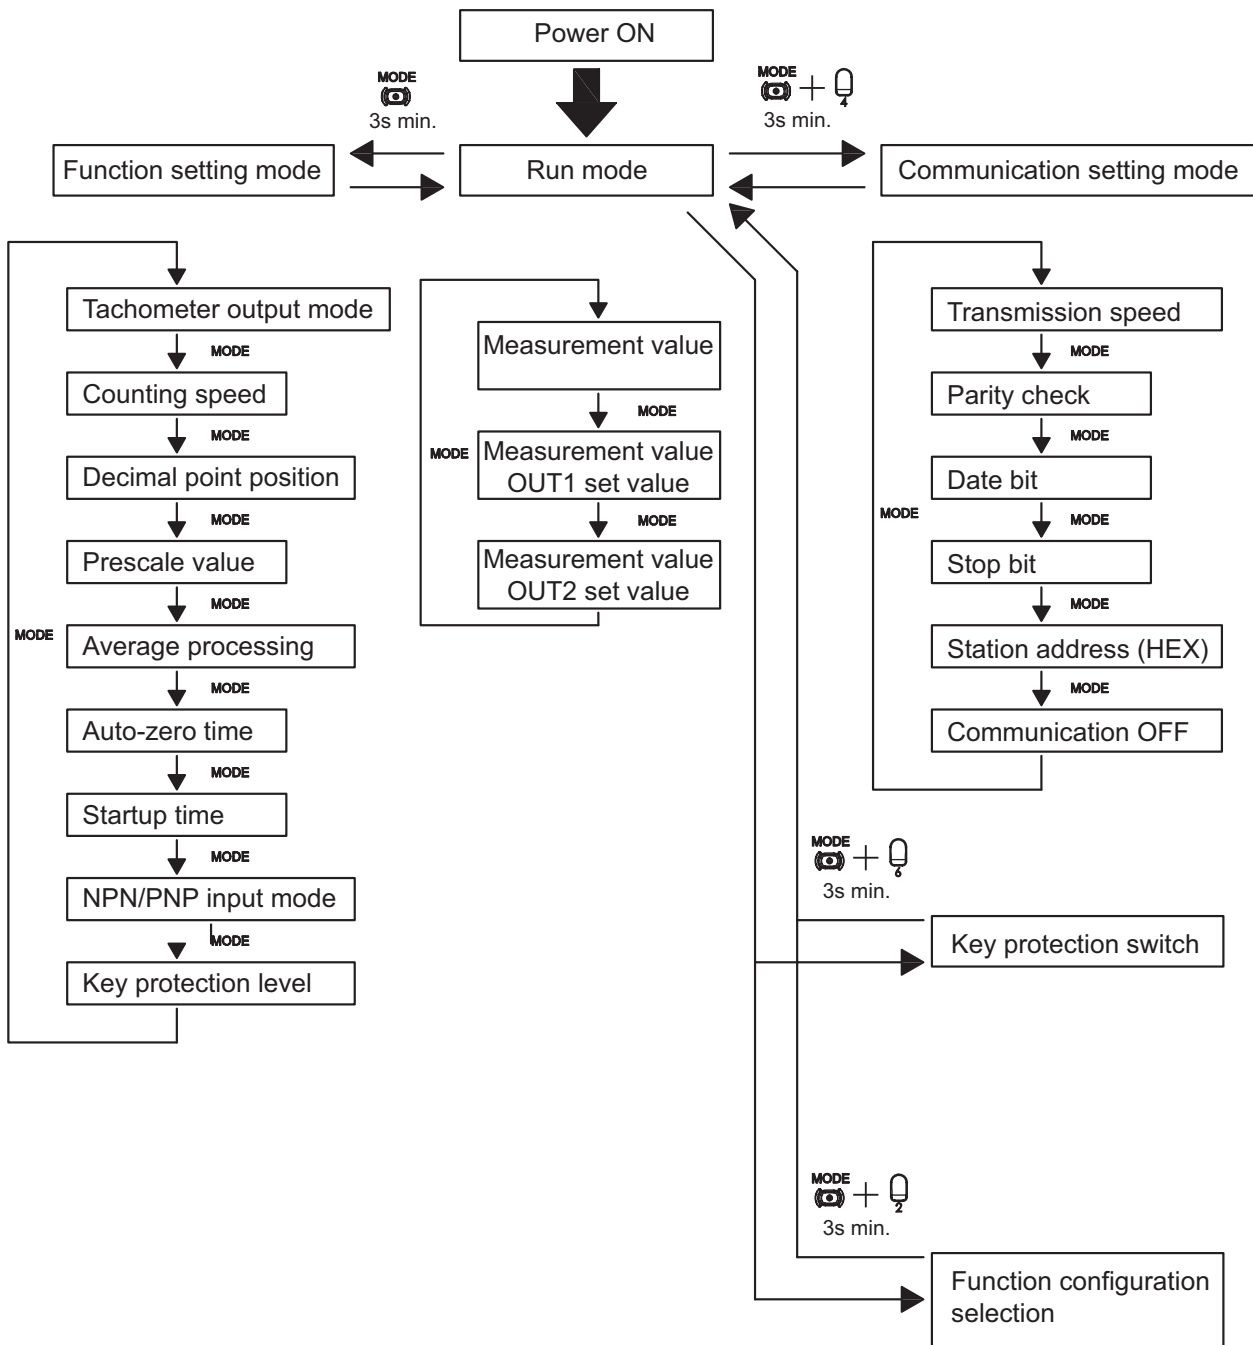 Power ON
MODE
3s min.
MODE
4
3s min.
Function setting mode
Run mode
Communication setting mode
Tachometer output mode
MODE
Counting speed
MODE
Decimal point position
MODE
Prescale value
MODE
MODE
Average processing
MODE
Auto-zero time
MODE
Startup time
MODE
NPN/PNP input mode
MODE
Key protection level
Measurement value
MODE
MODE
Measurement value
OUT1 set value
MODE
Measurement value
OUT2 set value
Transmission speed
MODE
Parity check
MODE
Date bit
MODE
MODE
Stop bit
MODE
Station address (HEX)
MODE
Communication OFF
MODE
6
3s min.
Key protection switch
MODE
2
3s min.
Function configuration
selection